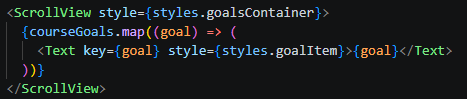 <ScrollView style={styles.goalsContainer}>
  {courseGoals.map((goal) => (
    <Text key={goal} style={styles.goalItem}>{goal}</Text>
  ))}
</ScrollView>